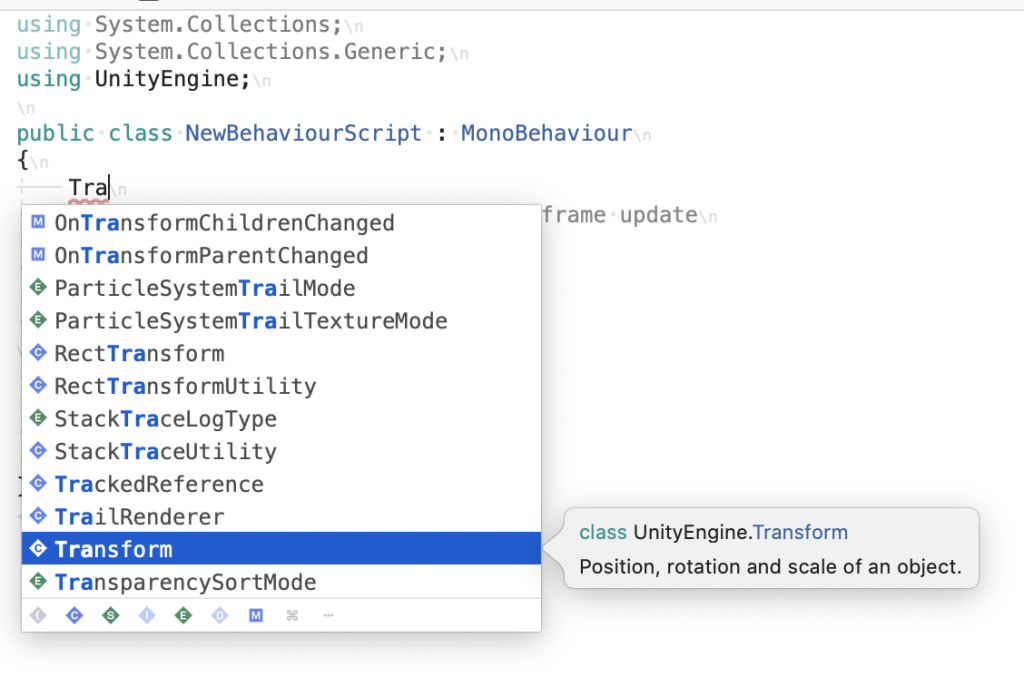 using System.Collections;\n
using System.Collections.Generic;\n
using UnityEngine;\n
\n
public class NewBehaviourScript : MonoBehaviour\n
{\n
Tra\n
frame update\n
OnTransformChildrenChanged
OnTransformParentChanged
ParticleSystemTrailMode
ParticleSystemTrailTextureMode
RectTransform
RectTransformUtility
StackTraceLogType
StackTraceUtility
TrackedReference
TrailRenderer
Transform
TransparencySortMode
class UnityEngine.Transform
Position, rotation and scale of an object.